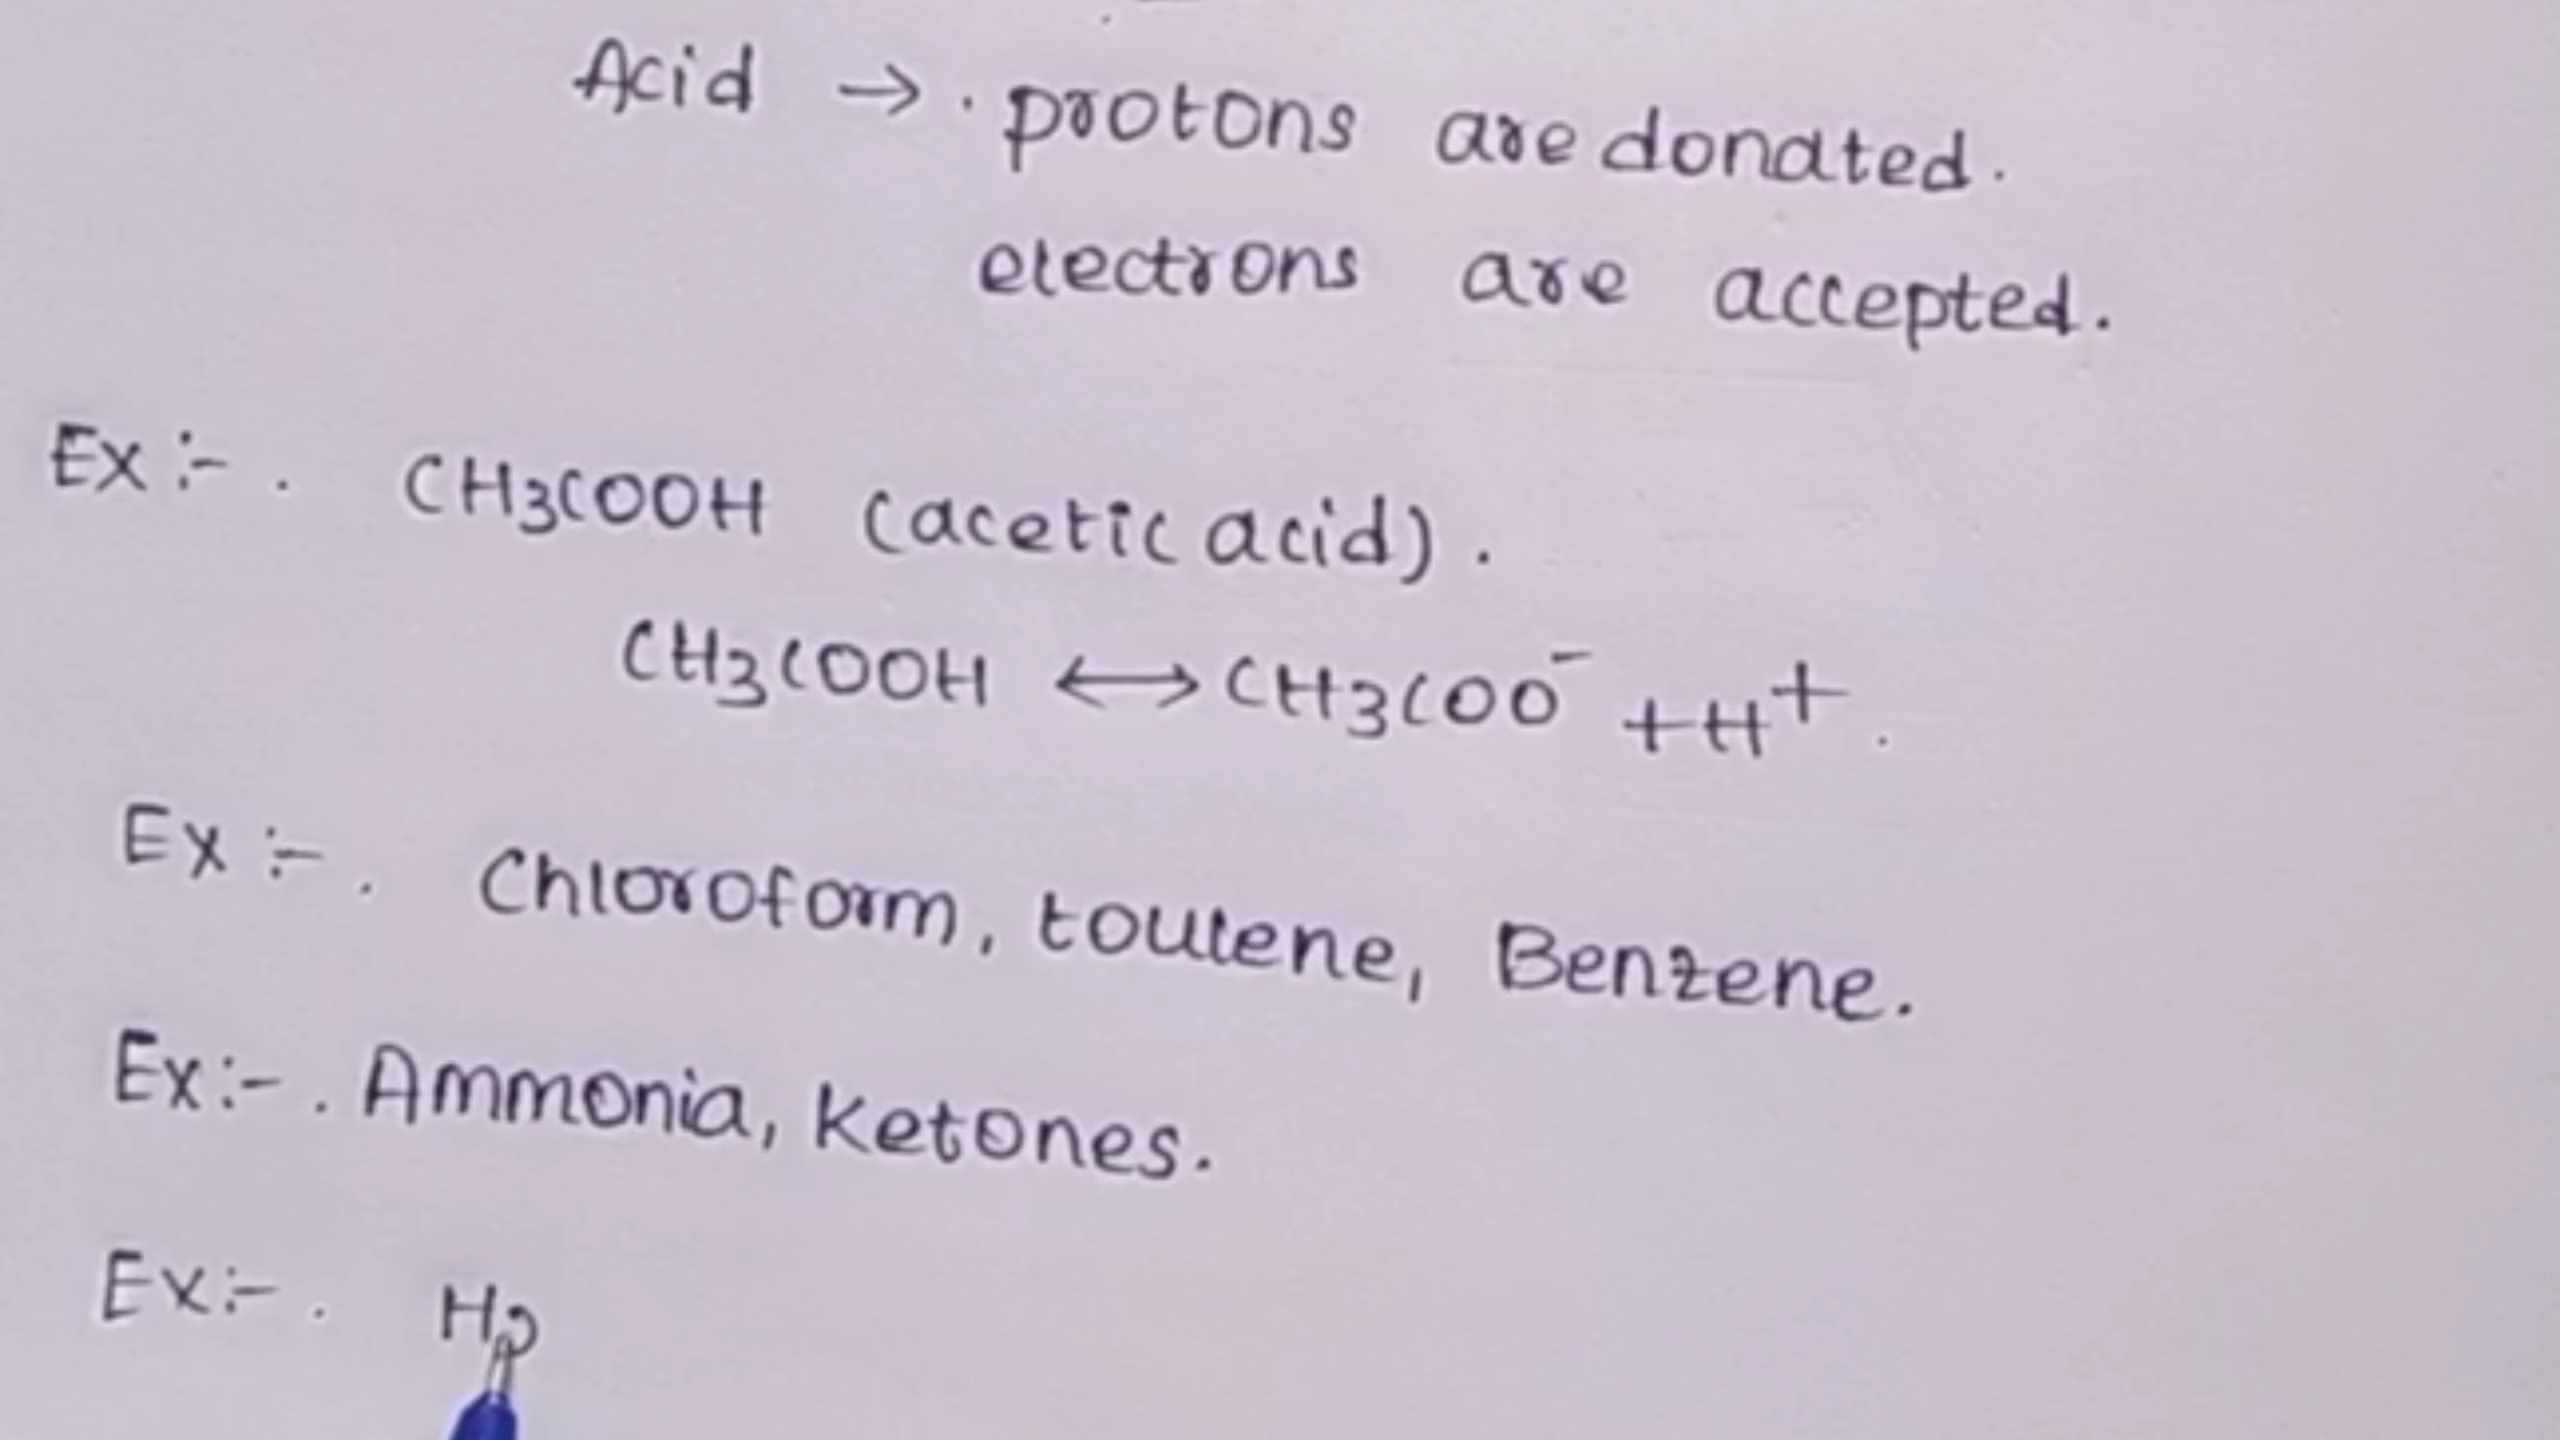 Acid → . protons are donated.
electrons are accepted.
Ex :- . CH3COOH (acetic acid) .
CH3COOH ⟷ CH3COO⁻ + H⁺ .
Ex :- . Chloroform, toulene, Benzene.
Ex :- . Ammonia, ketones.
Ex :- .